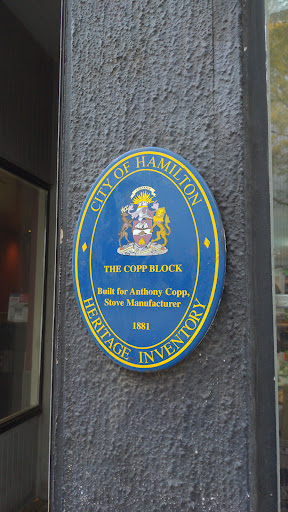 CITY OF HAMILTON
THE COPP BLOCK
Built for Anthony Copp,
Stove Manufacturer
1881
HERITAGE INVENTORY